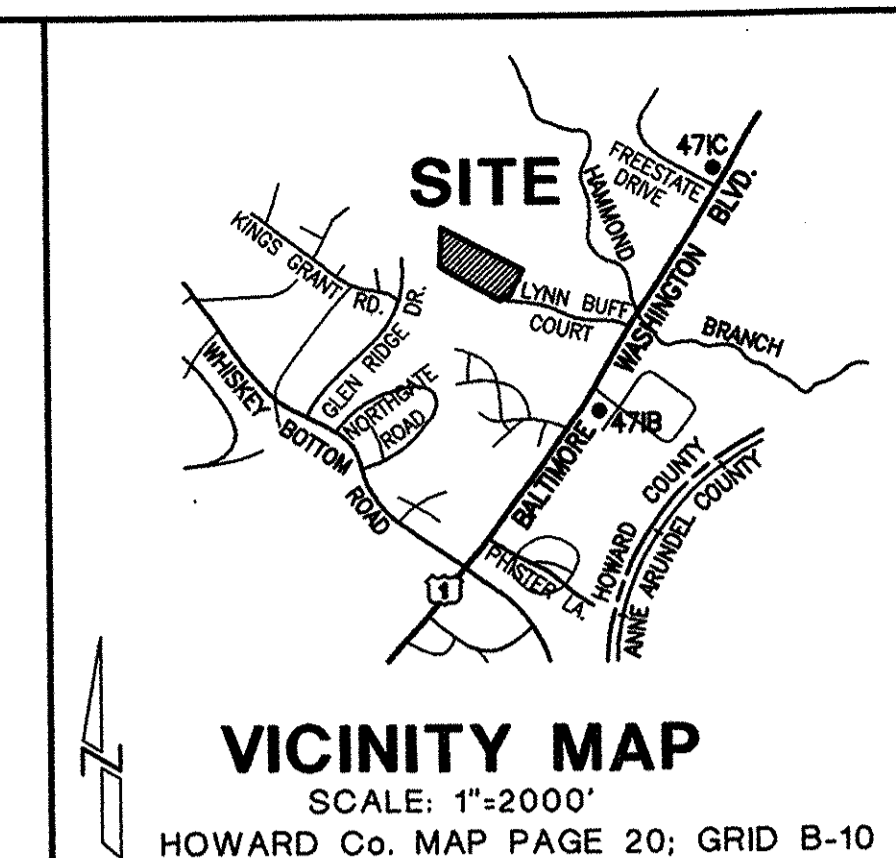 SITE
471C
FREESTATE
DRIVE
HAMMOND
BALTIMORE WASHINGTON BLVD.
KINGS GRANT RD.
GLEN RIDGE DR.
LYNN BUFF
COURT
BRANCH
WHISKEY BOTTOM ROAD
NORTHGATE
ROAD
471B
HOWARD COUNTY
ANNE ARUNDEL COUNTY
PHISTER LA.
1
Z
VICINITY MAP
SCALE: 1"=2000'
HOWARD Co. MAP PAGE 20; GRID B-10